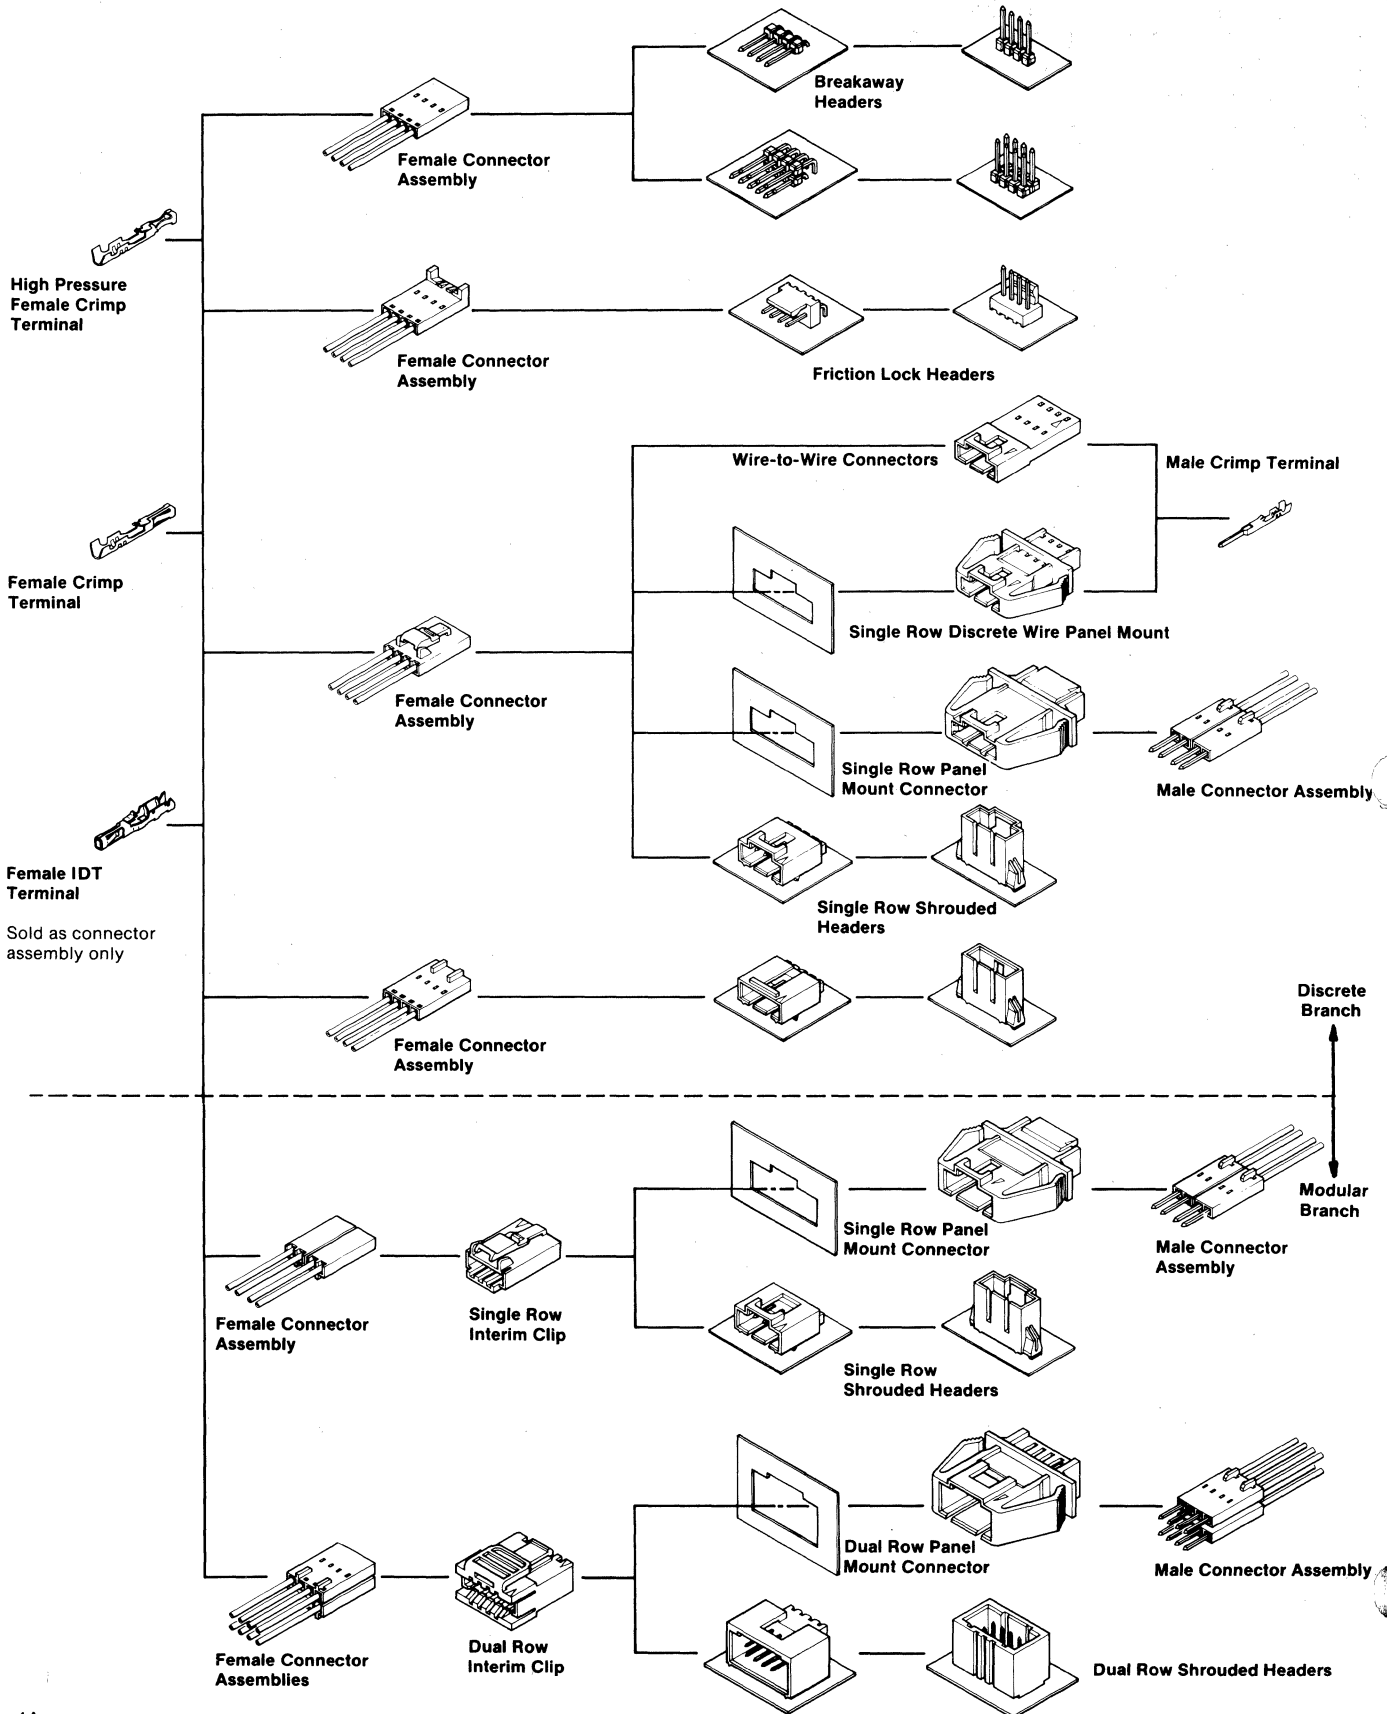 Breakaway
Headers
Female Connector
Assembly
High Pressure
Female Crimp
Terminal
Female Connector
Assembly
Friction Lock Headers
Wire-to-Wire Connectors
Male Crimp Terminal
Female Crimp
Terminal
Single Row Discrete Wire Panel Mount
Female Connector
Assembly
Single Row Panel
Mount Connector
Male Connector Assembly
Female IDT
Terminal
Sold as connector
assembly only
Single Row Shrouded
Headers
Female Connector
Assembly
Discrete
Branch
Modular
Branch
Single Row Panel
Mount Connector
Male Connector
Assembly
Female Connector
Assembly
Single Row
Interim Clip
Single Row
Shrouded Headers
Dual Row Panel
Mount Connector
Male Connector Assembly
Female Connector
Assemblies
Dual Row
Interim Clip
Dual Row Shrouded Headers